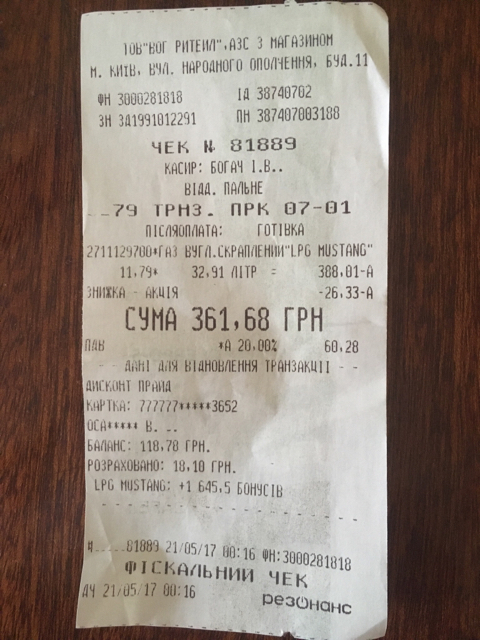 ТОВ"ВОГ РИТЕЙЛ",АЗС З МАГАЗИНОМ
М. КИЇВ, ВУЛ. НАРОДНОГО ОПОЛЧЕННЯ, БУД.11
ФН 3000281818 ІД 38740702
ЗН ЗД1991012291 ПН 387407003188
ЧЕК № 81889
КАСИР: БОГАЧ І.В..
ВІДД. ПАЛЬНЕ
...79 ТРНЗ. ПРК 07-01
ПІСЛЯОПЛАТА: ГОТІВКА
2711129700*ГАЗ ВУГЛ.СКРАПЛЕНИЙ"LPG MUSTANG"
11,79* 32,91 ЛІТР = 388.01-А
ЗНИЖКА - АКЦІЯ -26.33-А
СУМА 361,68 ГРН
ПДВ *А 20.00% 60.28
- - ДАНІ ДЛЯ ВІДНОВЛЕННЯ ТРАНЗАКЦІЇ - -
ДИСКОНТ ПРАЙД
КАРТКА: 777777*****3652
ОСА***** В. ..
БАЛАНС: 118,78 ГРН.
РОЗРАХОВАНО: 18,10 ГРН.
LPG MUSTANG: +1 645,5 БОНУСІВ
- - - - - - - - - - - - - - - - - - - -
№.....81889 21/05/17 00:16 ФН:3000281818
ФІСКАЛЬНИЙ ЧЕК
ДЧ 21/05/17 00:16
резонанс